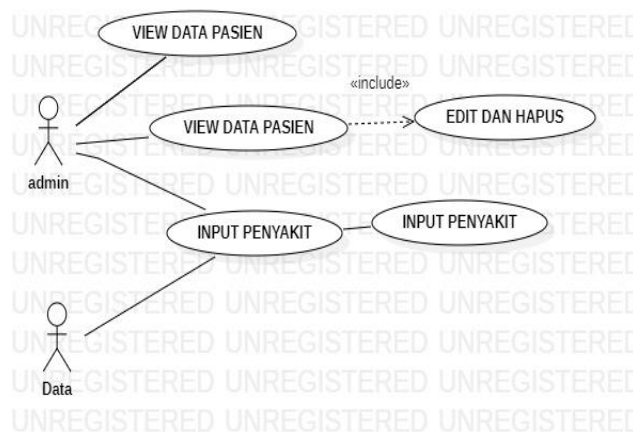 UNREGISTERED UNREGISTERED UNREGISTERED
VIEW DATA PASIEN
«include»
VIEW DATA PASIEN
EDIT DAN HAPUS
admin
INPUT PENYAKIT
INPUT PENYAKIT
Data